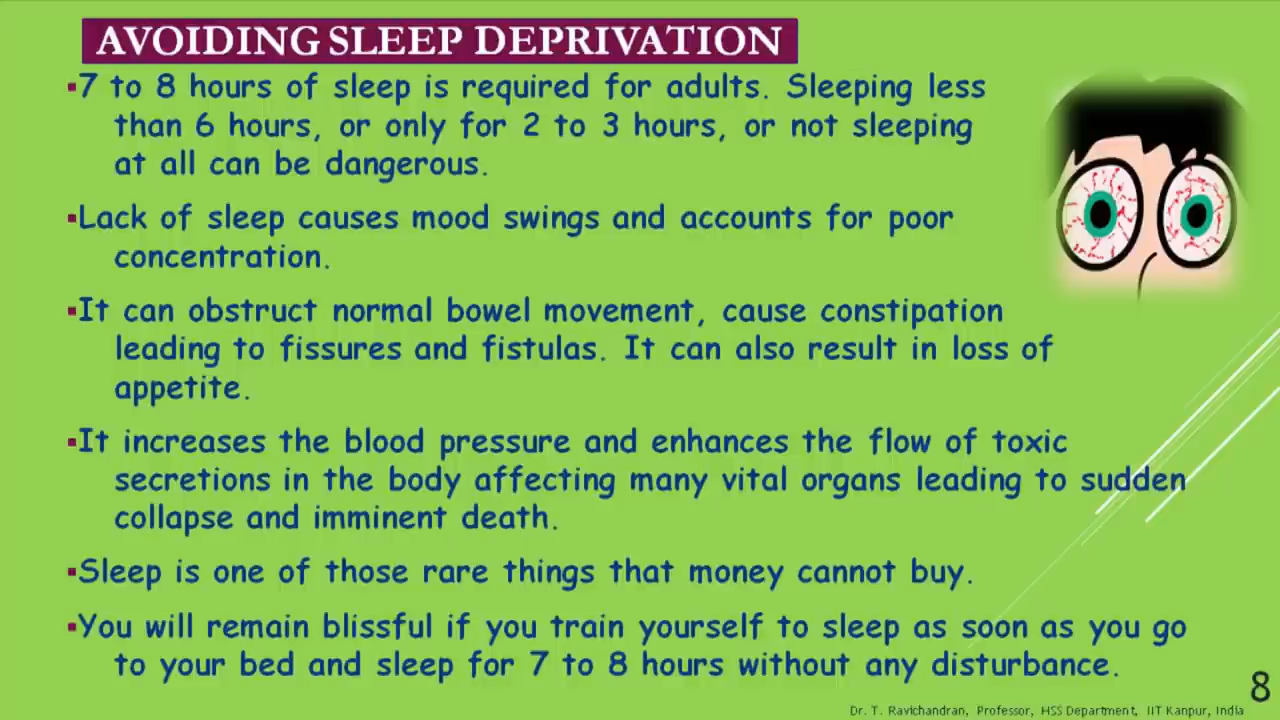 AVOIDING SLEEP DEPRIVATION
▪7 to 8 hours of sleep is required for adults. Sleeping less
than 6 hours, or only for 2 to 3 hours, or not sleeping
at all can be dangerous.
▪Lack of sleep causes mood swings and accounts for poor
concentration.
▪It can obstruct normal bowel movement, cause constipation
leading to fissures and fistulas. It can also result in loss of
appetite.
▪It increases the blood pressure and enhances the flow of toxic
secretions in the body affecting many vital organs leading to sudden
collapse and imminent death.
▪Sleep is one of those rare things that money cannot buy.
▪You will remain blissful if you train yourself to sleep as soon as you go
to your bed and sleep for 7 to 8 hours without any disturbance.
8
Dr. T. Ravichandran, Professor, HSS Department, IIT Kanpur, India